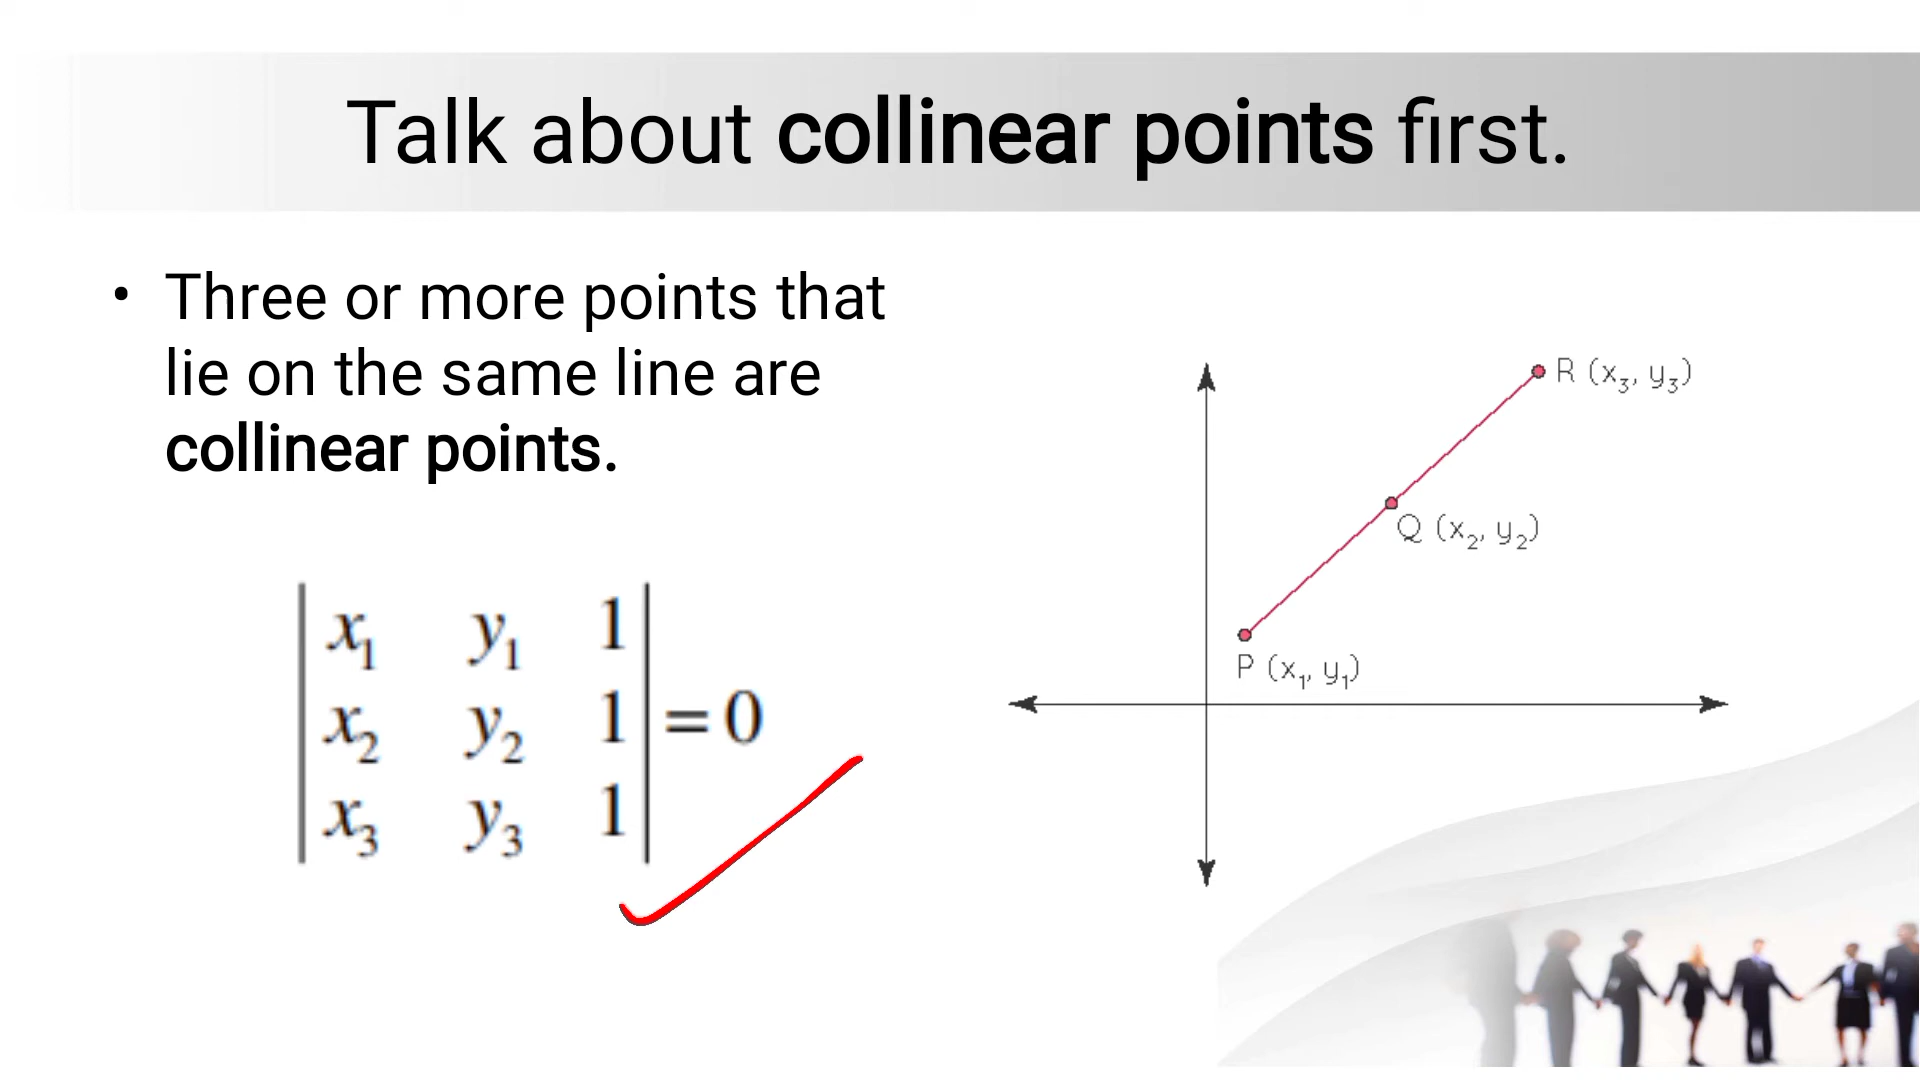 Talk about collinear points first.
• Three or more points that
lie on the same line are
collinear points.
x₁ y₁ 1
x₂ y₂ 1 = 0
x₃ y₃ 1
R (x₃, y₃)
Q (x₂, y₂)
P (x₁, y₁)